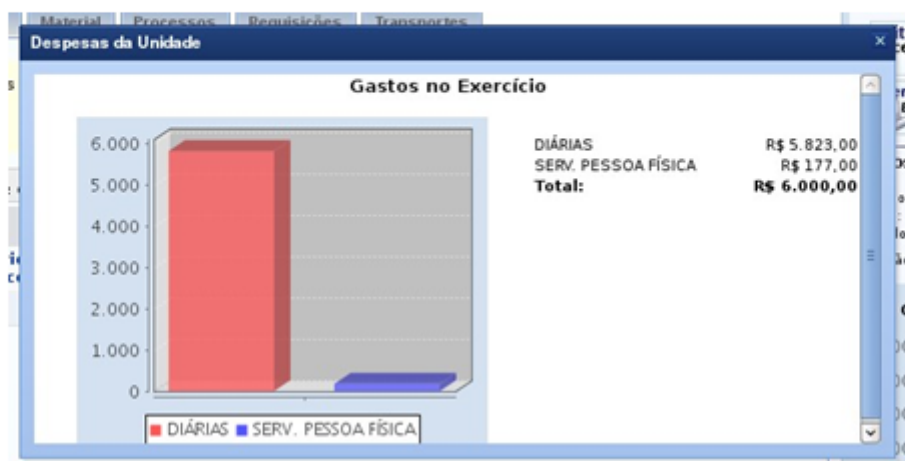 Material Processos Requisições Transportes
Despesas da Unidade
Gastos no Exercício
6.000
5.000
4.000
3.000
2.000
1.000
0
DIÁRIAS SERV. PESSOA FÍSICA
DIÁRIAS R$ 5.823,00
SERV. PESSOA FÍSICA R$ 177,00
Total: R$ 6.000,00